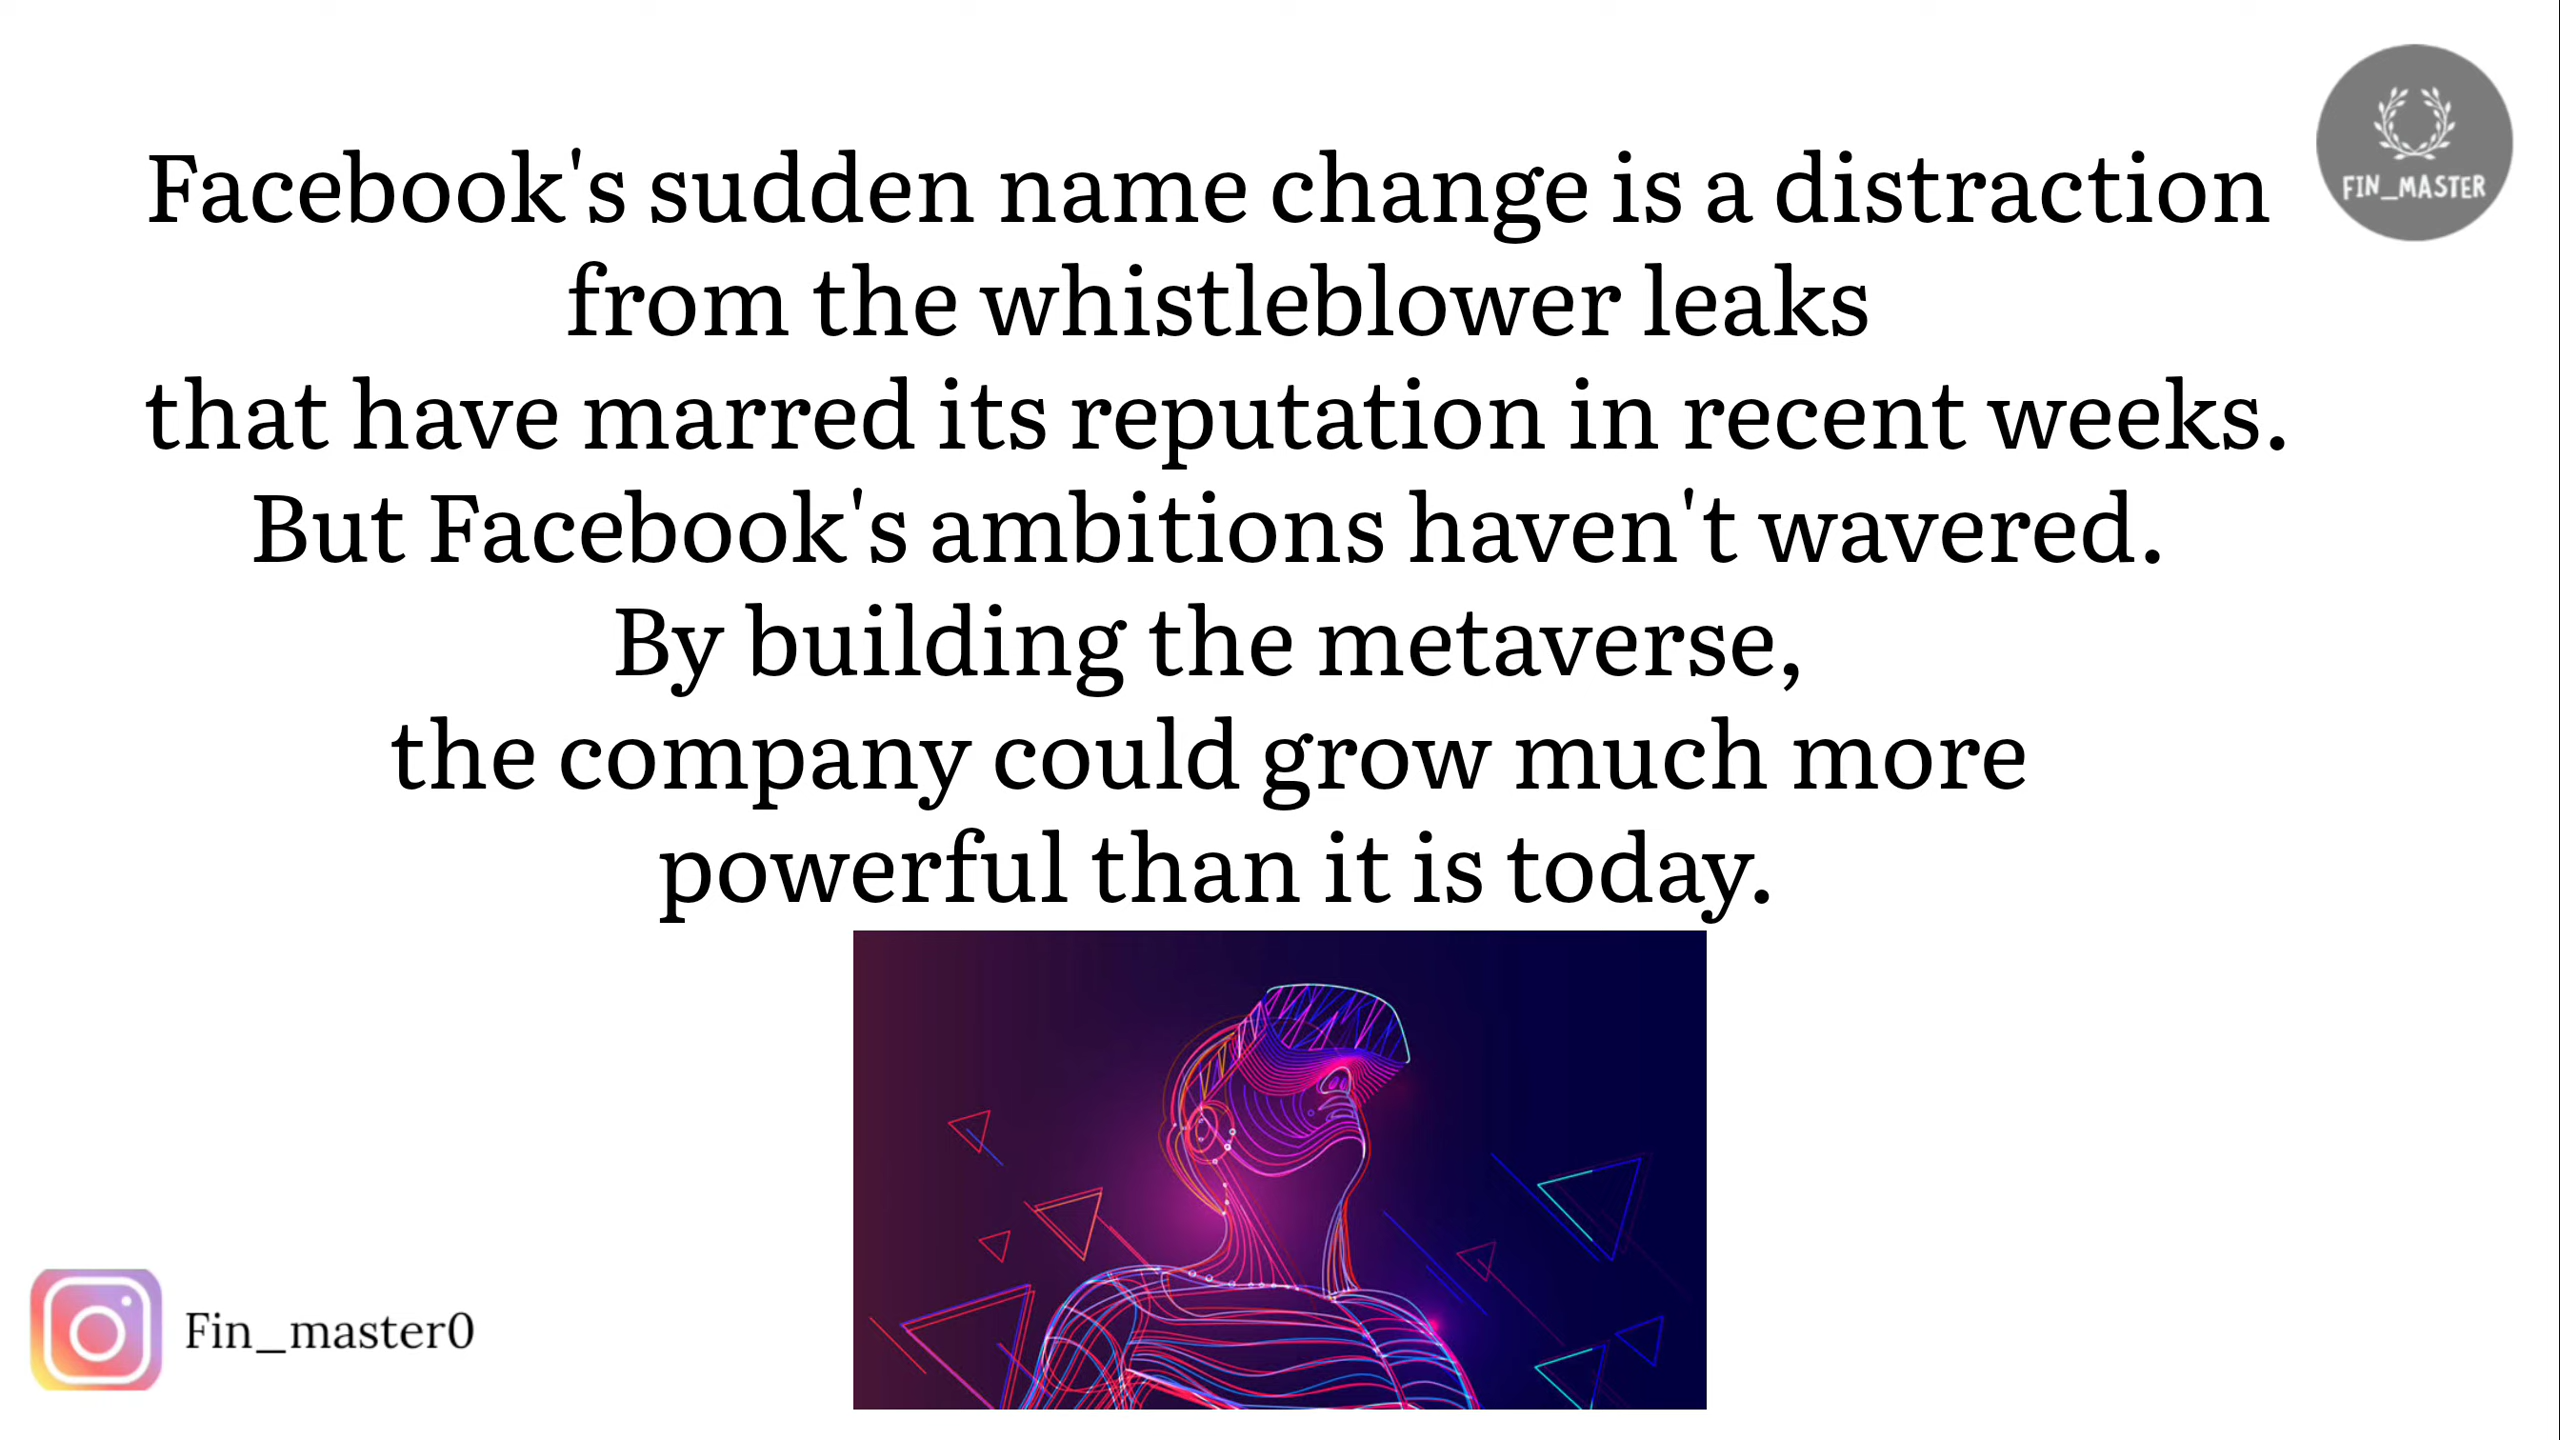 FIN_MASTER
Facebook's sudden name change is a distraction
from the whistleblower leaks
that have marred its reputation in recent weeks.
But Facebook's ambitions haven't wavered.
By building the metaverse,
the company could grow much more
powerful than it is today.
Fin_master0